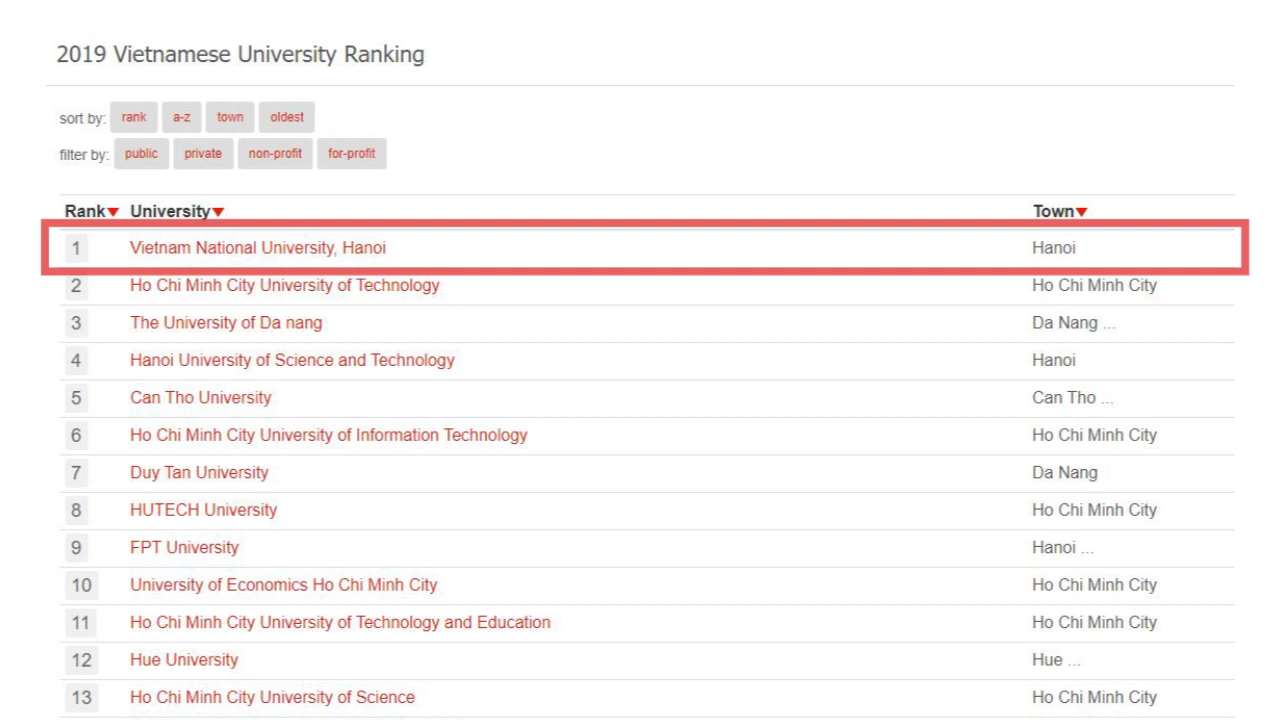 2019 Vietnamese University Ranking
sort by: rank a-z town oldest
filter by: public private non-profit for-profit
Rank▼ University▼ Town▼
1 Vietnam National University, Hanoi Hanoi
2 Ho Chi Minh City University of Technology Ho Chi Minh City
3 The University of Da nang Da Nang ...
4 Hanoi University of Science and Technology Hanoi
5 Can Tho University Can Tho ...
6 Ho Chi Minh City University of Information Technology Ho Chi Minh City
7 Duy Tan University Da Nang
8 HUTECH University Ho Chi Minh City
9 FPT University Hanoi ...
10 University of Economics Ho Chi Minh City Ho Chi Minh City
11 Ho Chi Minh City University of Technology and Education Ho Chi Minh City
12 Hue University Hue ...
13 Ho Chi Minh City University of Science Ho Chi Minh City